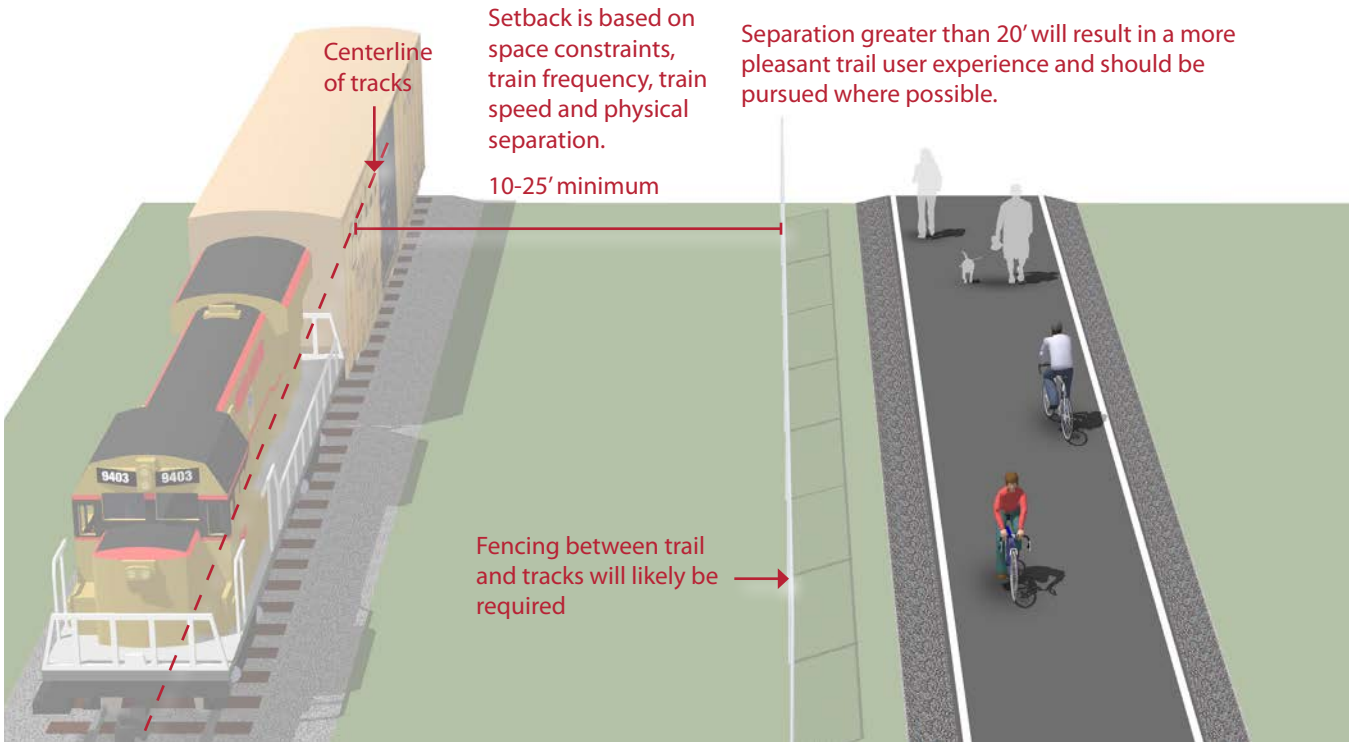 Centerline
of tracks
Setback is based on
space constraints,
train frequency, train
speed and physical
separation.
10-25’ minimum
Separation greater than 20’ will result in a more
pleasant trail user experience and should be
pursued where possible.
9403 9403
Fencing between trail
and tracks will likely be
required